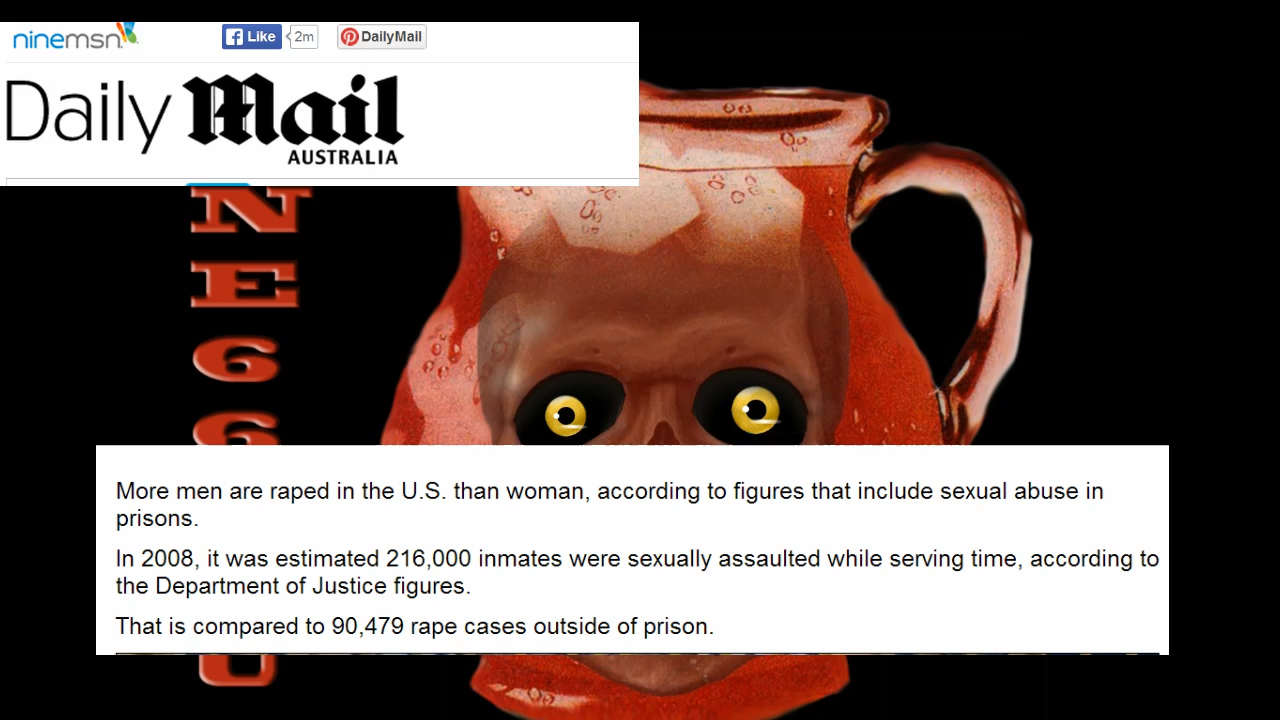 ninemsn
Like 2m DailyMail
Daily Mail
AUSTRALIA
N
E
6
6
U
More men are raped in the U.S. than woman, according to figures that include sexual abuse in
prisons.
In 2008, it was estimated 216,000 inmates were sexually assaulted while serving time, according to
the Department of Justice figures.
That is compared to 90,479 rape cases outside of prison.